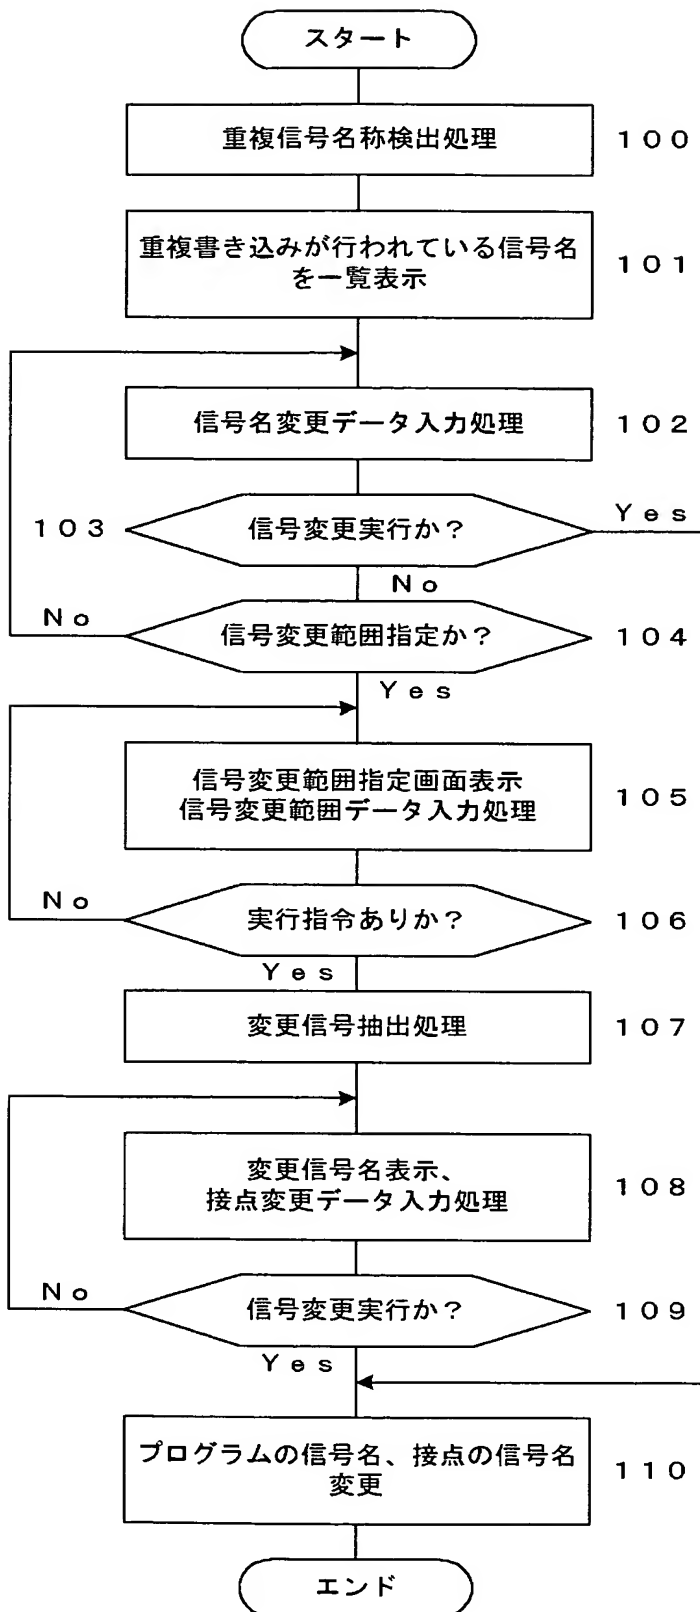 スタート
重複信号名称検出処理
100
重複書き込みが行われている信号名
を一覧表示
101
信号名変更データ入力処理
102
103
信号変更実行か？
Yes
No
No
信号変更範囲指定か？
104
Yes
信号変更範囲指定画面表示
信号変更範囲データ入力処理
105
No
実行指令ありか？
106
Yes
変更信号抽出処理
107
変更信号名表示、
接点変更データ入力処理
108
No
信号変更実行か？
109
Yes
プログラムの信号名、接点の信号名
変更
110
エンド